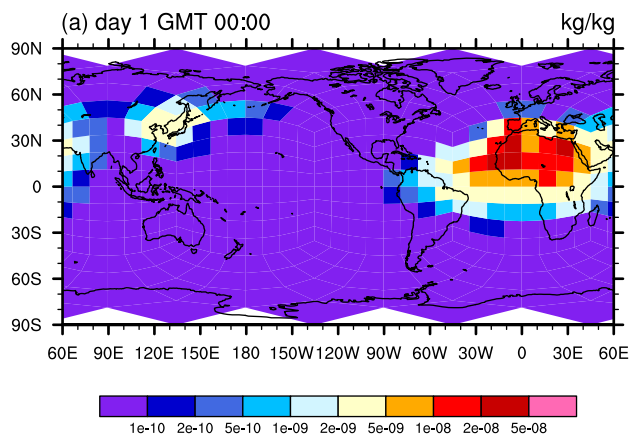 (a) day 1 GMT 00:00 kg/kg
90N
60N
30N
0
30S
60S
90S
60E 90E 120E 150E 180 150W 120W 90W 60W 30W 0 30E 60E
1e-10 2e-10 5e-10 1e-09 2e-09 5e-09 1e-08 2e-08 5e-08